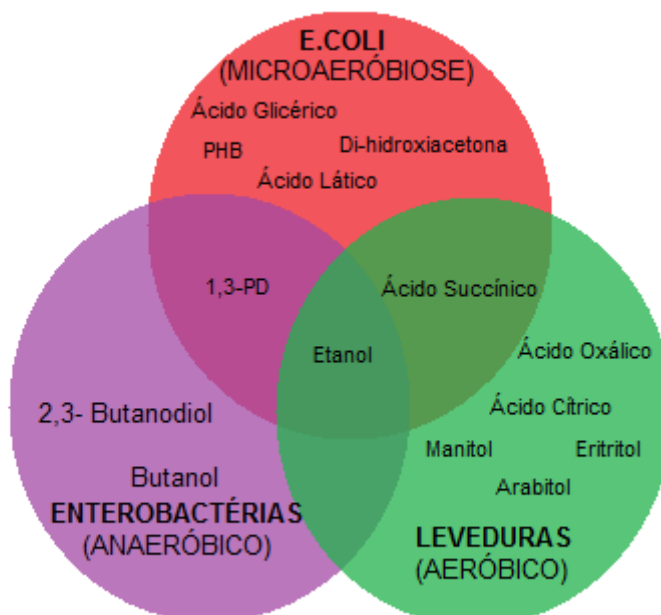 E.COLI
(MICROAERÓBIOSE)
Ácido Glicérico
PHB
Di-hidroxiacetona
Ácido Lático
1,3-PD
Ácido Succínico
Etanol
Ácido Oxálico
2,3- Butanodiol
Ácido Cítrico
Manitol
Eritritol
Butanol
Arabitol
ENTEROBACTÉRIAS
(ANAERÓBICO)
LEVEDURAS
(AERÓBICO)